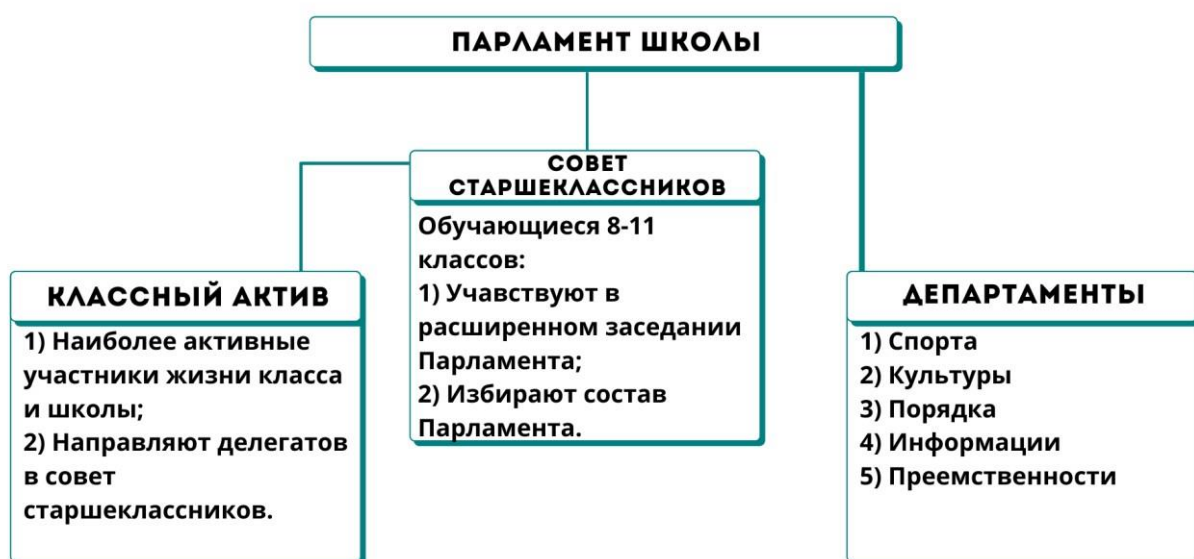 ПАРЛАМЕНТ ШКОЛЫ
СОВЕТ
СТАРШЕКЛАССНИКОВ
Обучающиеся 8-11
классов:
1) Учавствуют в
расширенном заседании
Парламента;
2) Избирают состав
Парламента.
КЛАССНЫЙ АКТИВ
1) Наиболее активные
участники жизни класса
и школы;
2) Направляют делегатов
в совет
старшеклассников.
ДЕПАРТАМЕНТЫ
1) Спорта
2) Культуры
3) Порядка
4) Информации
5) Преемственности